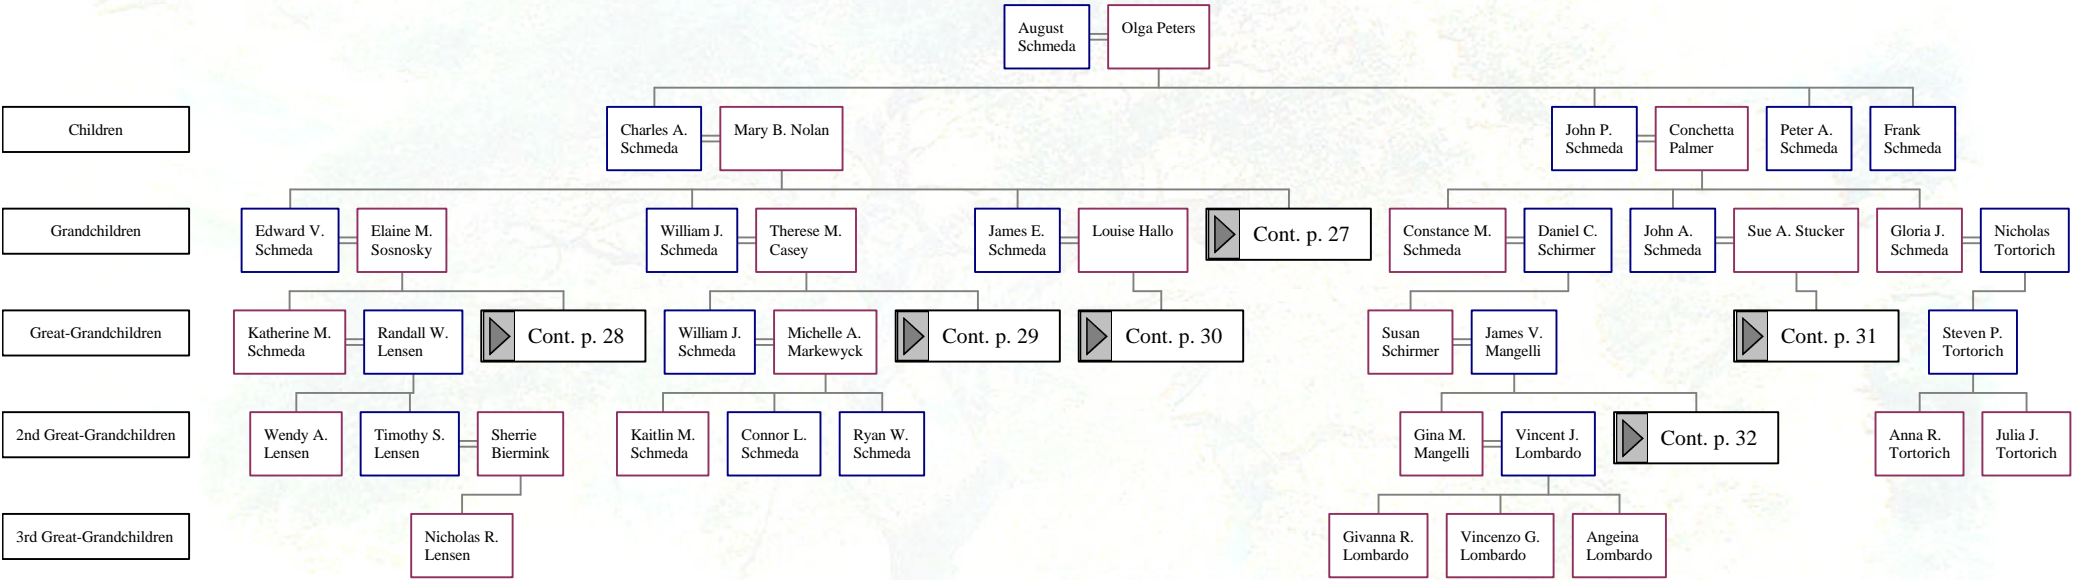 August
Schmeda
Olga Peters
Children
Charles A.
Schmeda
Mary B. Nolan
John P.
Schmeda
Conchetta
Palmer
Peter A.
Schmeda
Frank
Schmeda
Grandchildren
Edward V.
Schmeda
Elaine M.
Sosnosky
William J.
Schmeda
Therese M.
Casey
James E.
Schmeda
Louise Hallo
Cont. p. 27
Constance M.
Schmeda
Daniel C.
Schirmer
John A.
Schmeda
Sue A. Stucker
Gloria J.
Schmeda
Nicholas
Tortorich
Great-Grandchildren
Katherine M.
Schmeda
Randall W.
Lensen
Cont. p. 28
William J.
Schmeda
Michelle A.
Markewyck
Cont. p. 29
Cont. p. 30
Susan
Schirmer
James V.
Mangelli
Cont. p. 31
Steven P.
Tortorich
2nd Great-Grandchildren
Wendy A.
Lensen
Timothy S.
Lensen
Sherrie
Biermink
Kaitlin M.
Schmeda
Connor L.
Schmeda
Ryan W.
Schmeda
Gina M.
Mangelli
Vincent J.
Lombardo
Cont. p. 32
Anna R.
Tortorich
Julia J.
Tortorich
3rd Great-Grandchildren
Nicholas R.
Lensen
Givanna R.
Lombardo
Vincenzo G.
Lombardo
Angeina
Lombardo